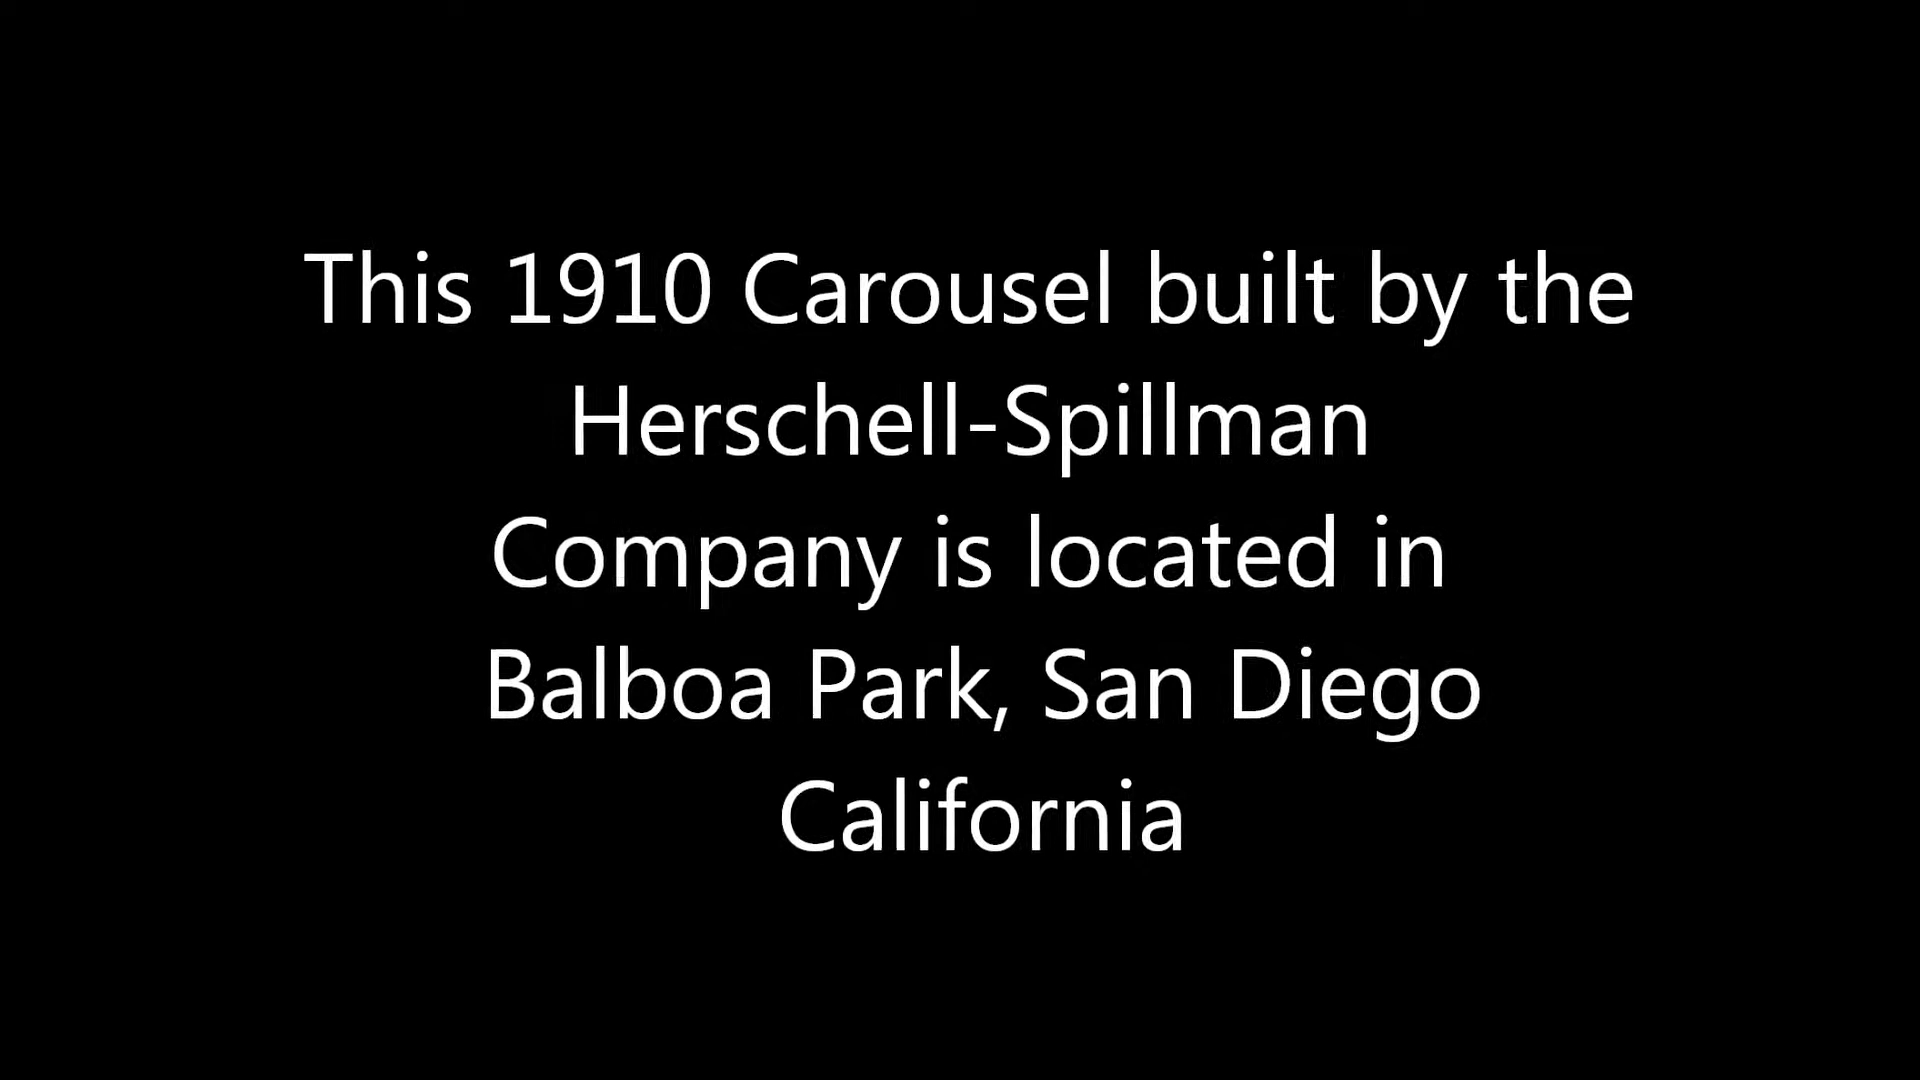 This 1910 Carousel built by the
Herschell-Spillman
Company is located in
Balboa Park, San Diego
California